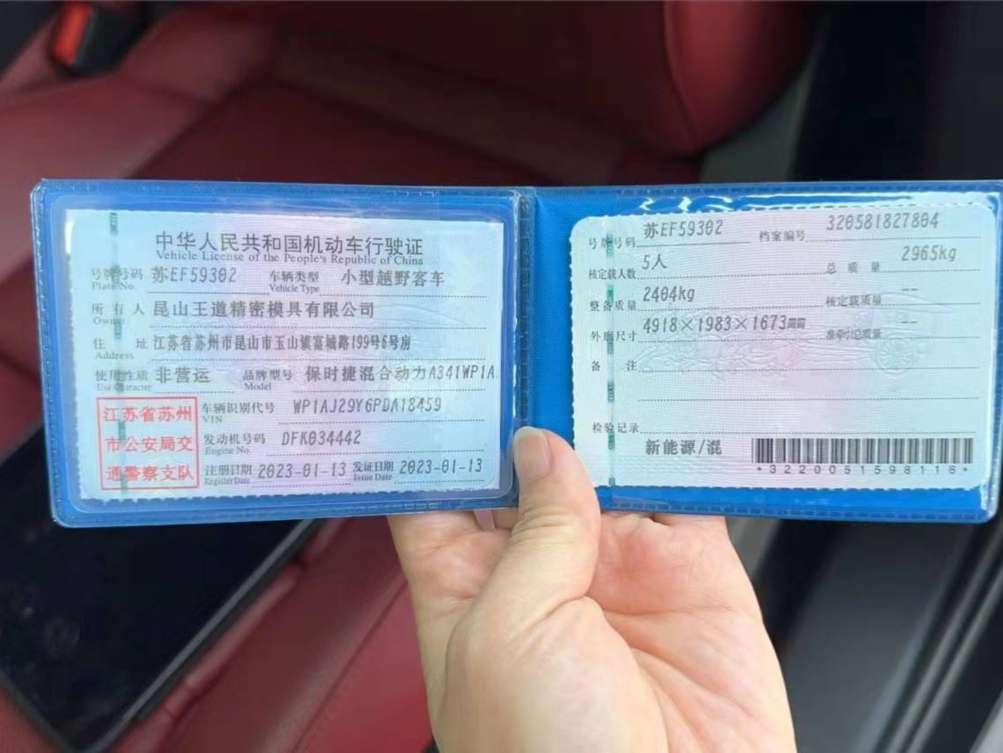 中华人民共和国机动车行驶证
Vehicle License of the People's Republic of China
号牌号码 苏EF59302 车辆类型 小型越野客车
Plate No. Vehicle Type
所有人 昆山王道精密模具有限公司
Owner
住址 江苏省苏州市昆山市玉山镇富城路199号6号房
Address
使用性质 非营运 品牌型号 保时捷混合动力A341WP1A
Use Character Model
江苏省苏州
市公安局交
通警察支队
车辆识别代号 WP1AJ29Y6PDA18459
VIN
发动机号码 DFK034442
Engine No.
注册日期 2023-01-13 发证日期 2023-01-13
Register Date Issue Date
号牌号码 苏EF59302 档案编号 320581827804
核定载人数 5人 总质量 2965kg
整备质量 2404kg 核定载质量 --
外廓尺寸 4918×1983×1673mm 准牵引总质量 --
备注
检验记录
新能源/混
*3220051598116*